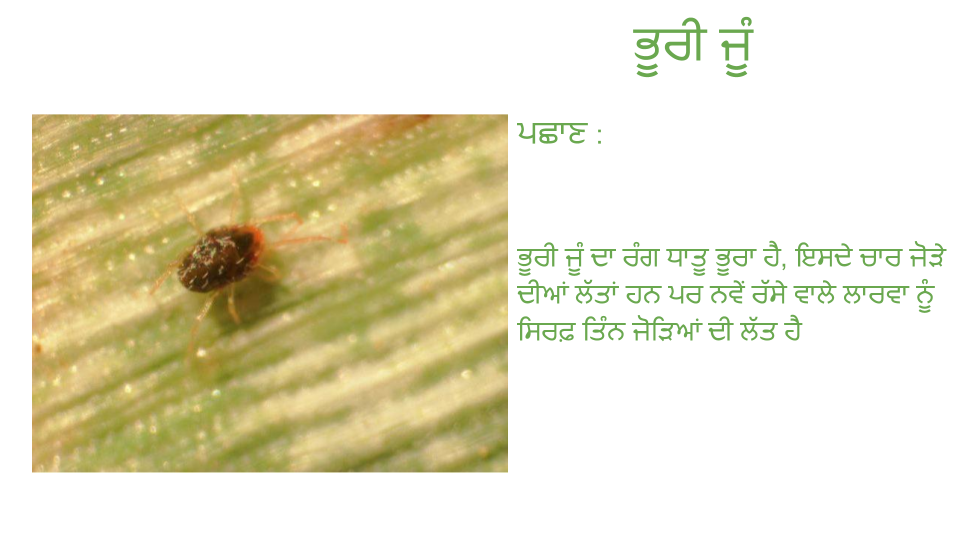 ਭੂਰੀ ਜੂੰ
ਪਛਾਣ :
ਭੂਰੀ ਜੂੰ ਦਾ ਰੰਗ ਧਾਤੂ ਭੂਰਾ ਹੈ, ਇਸਦੇ ਚਾਰ ਜੋੜੇ
ਦੀਆਂ ਲੱਤਾਂ ਹਨ ਪਰ ਨਵੇਂ ਰੱਸੇ ਵਾਲੇ ਲਾਰਵਾ ਨੂੰ
ਸਿਰਫ਼ ਤਿੰਨ ਜੋੜਿਆਂ ਦੀ ਲੱਤ ਹੈ